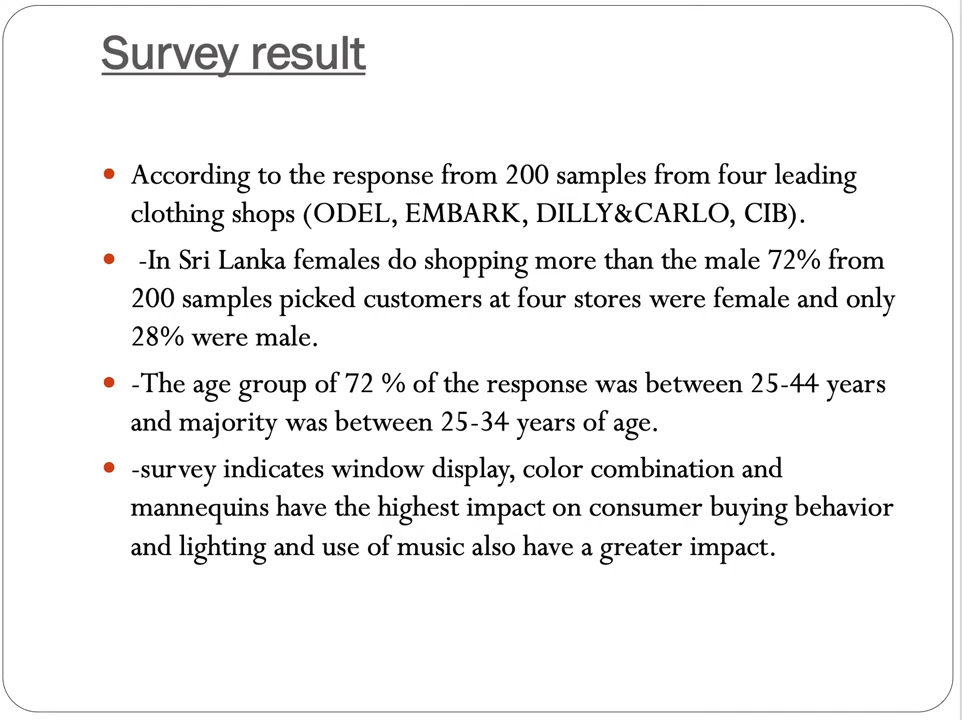 Survey result
• According to the response from 200 samples from four leading
clothing shops (ODEL, EMBARK, DILLY&CARLO, CIB).
• -In Sri Lanka females do shopping more than the male 72% from
200 samples picked customers at four stores were female and only
28% were male.
• -The age group of 72 % of the response was between 25-44 years
and majority was between 25-34 years of age.
• -survey indicates window display, color combination and
mannequins have the highest impact on consumer buying behavior
and lighting and use of music also have a greater impact.